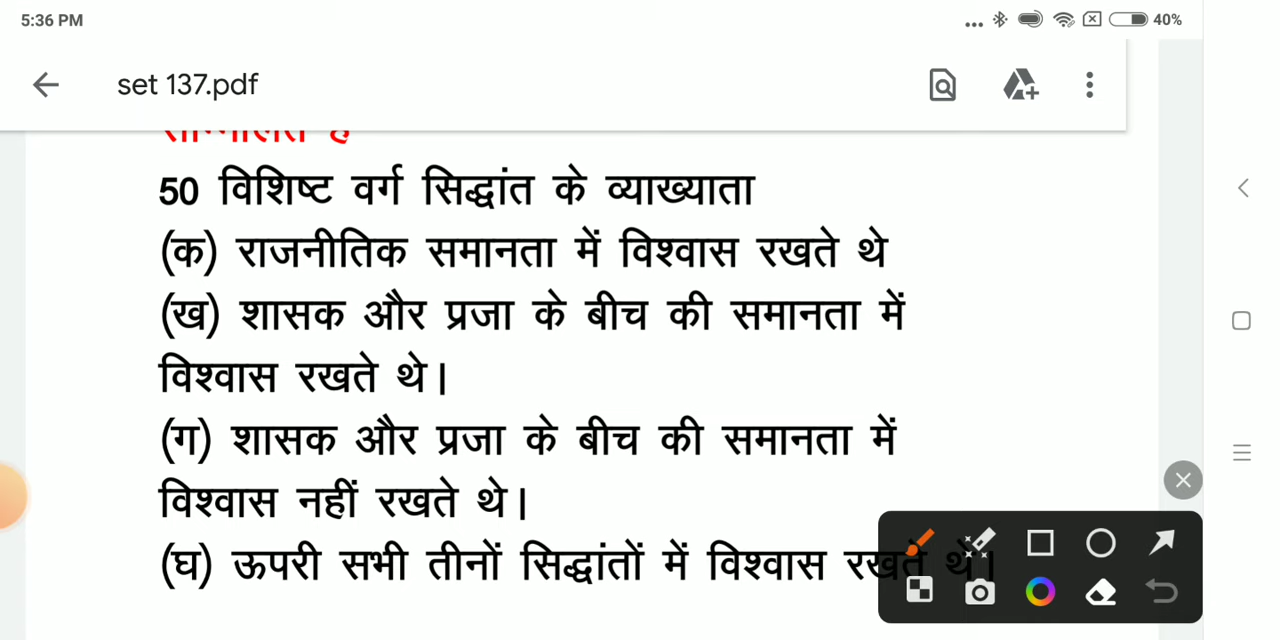 5:36 PM
40%
set 137.pdf
50 विशिष्ट वर्ग सिद्धांत के व्याख्याता
(क) राजनीतिक समानता में विश्वास रखते थे
(ख) शासक और प्रजा के बीच की समानता में
विश्वास रखते थे।
(ग) शासक और प्रजा के बीच की समानता में
विश्वास नहीं रखते थे।
(घ) ऊपरी सभी तीनों सिद्धांतों में विश्वास रखते थे।